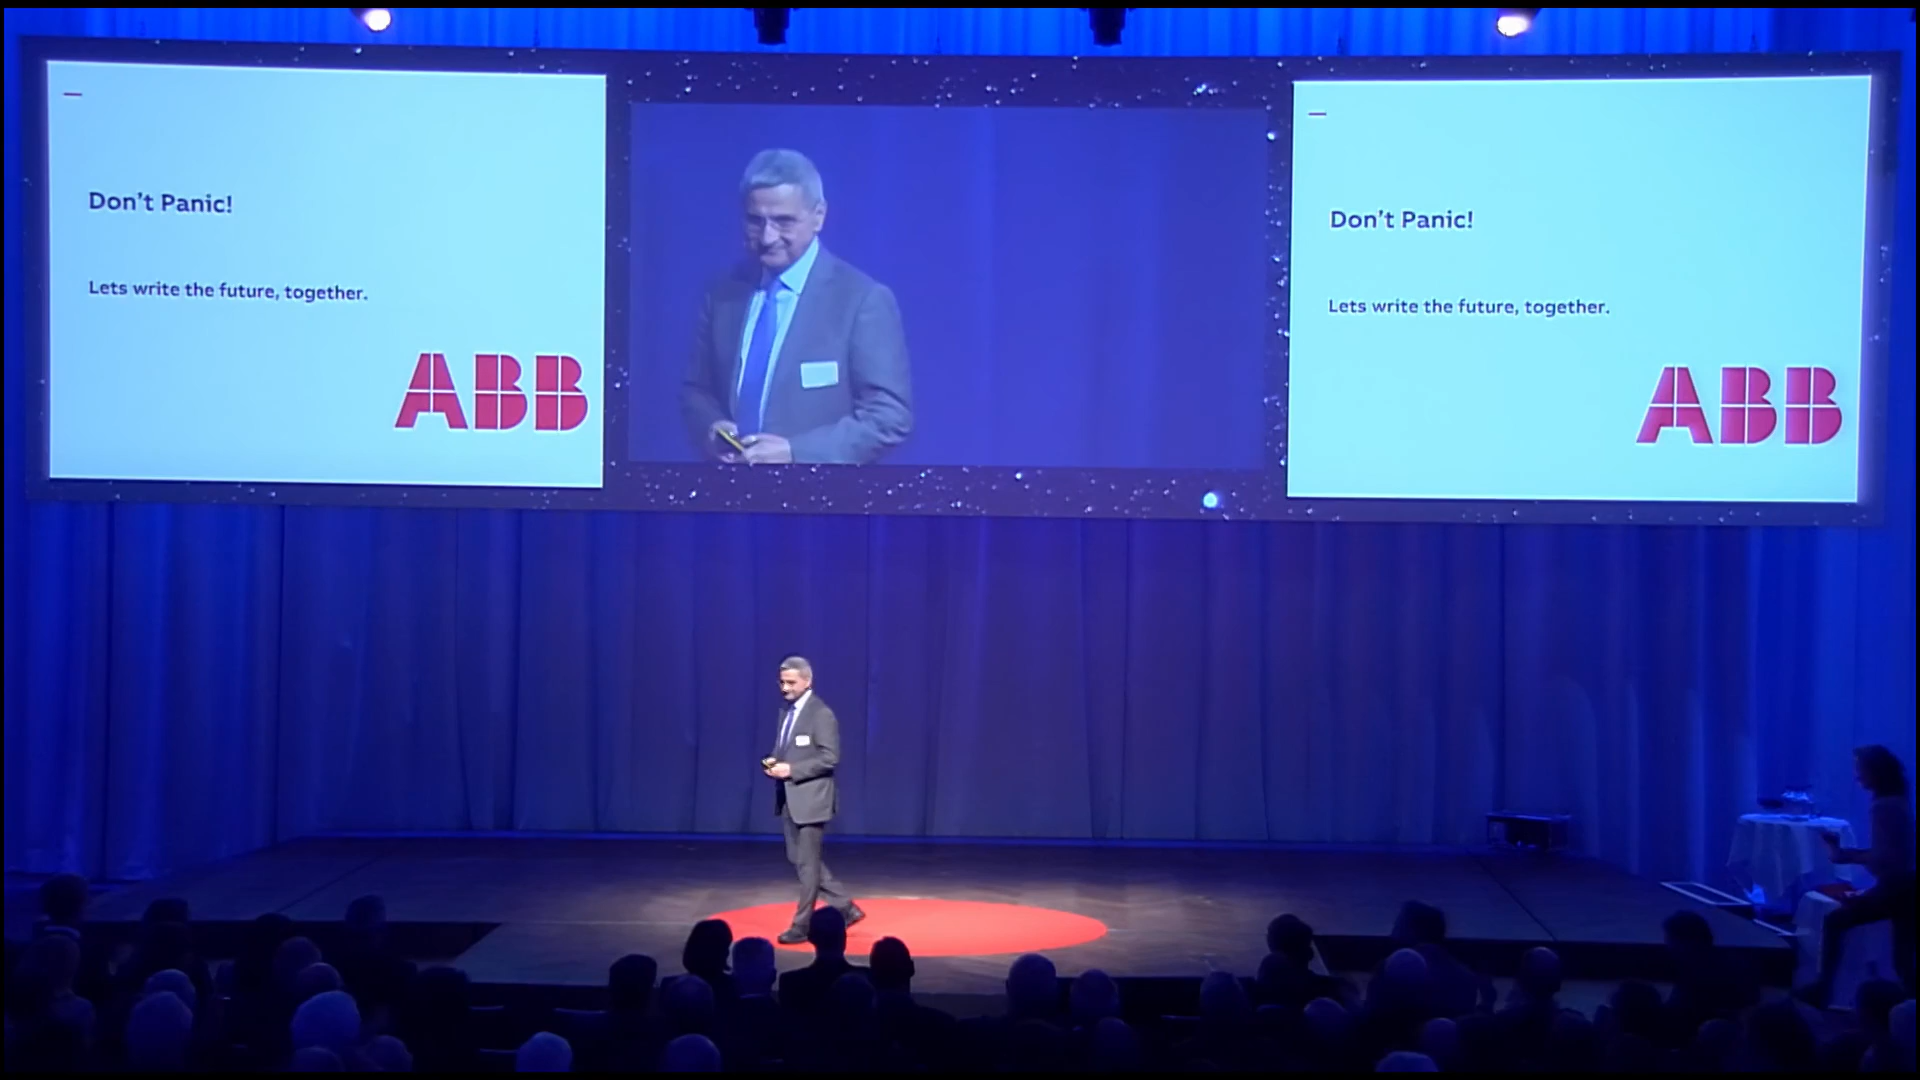 Don't Panic!
Lets write the future, together.
ABB
Don't Panic!
Lets write the future, together.
ABB